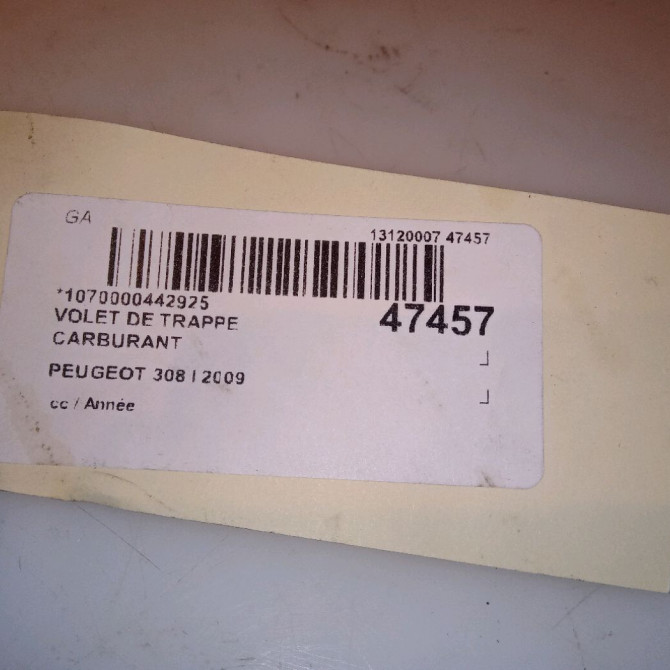 GA
13120007 47457
*1070000442925
47457
VOLET DE TRAPPE
CARBURANT
PEUGEOT 308 I 2009
cc / Année